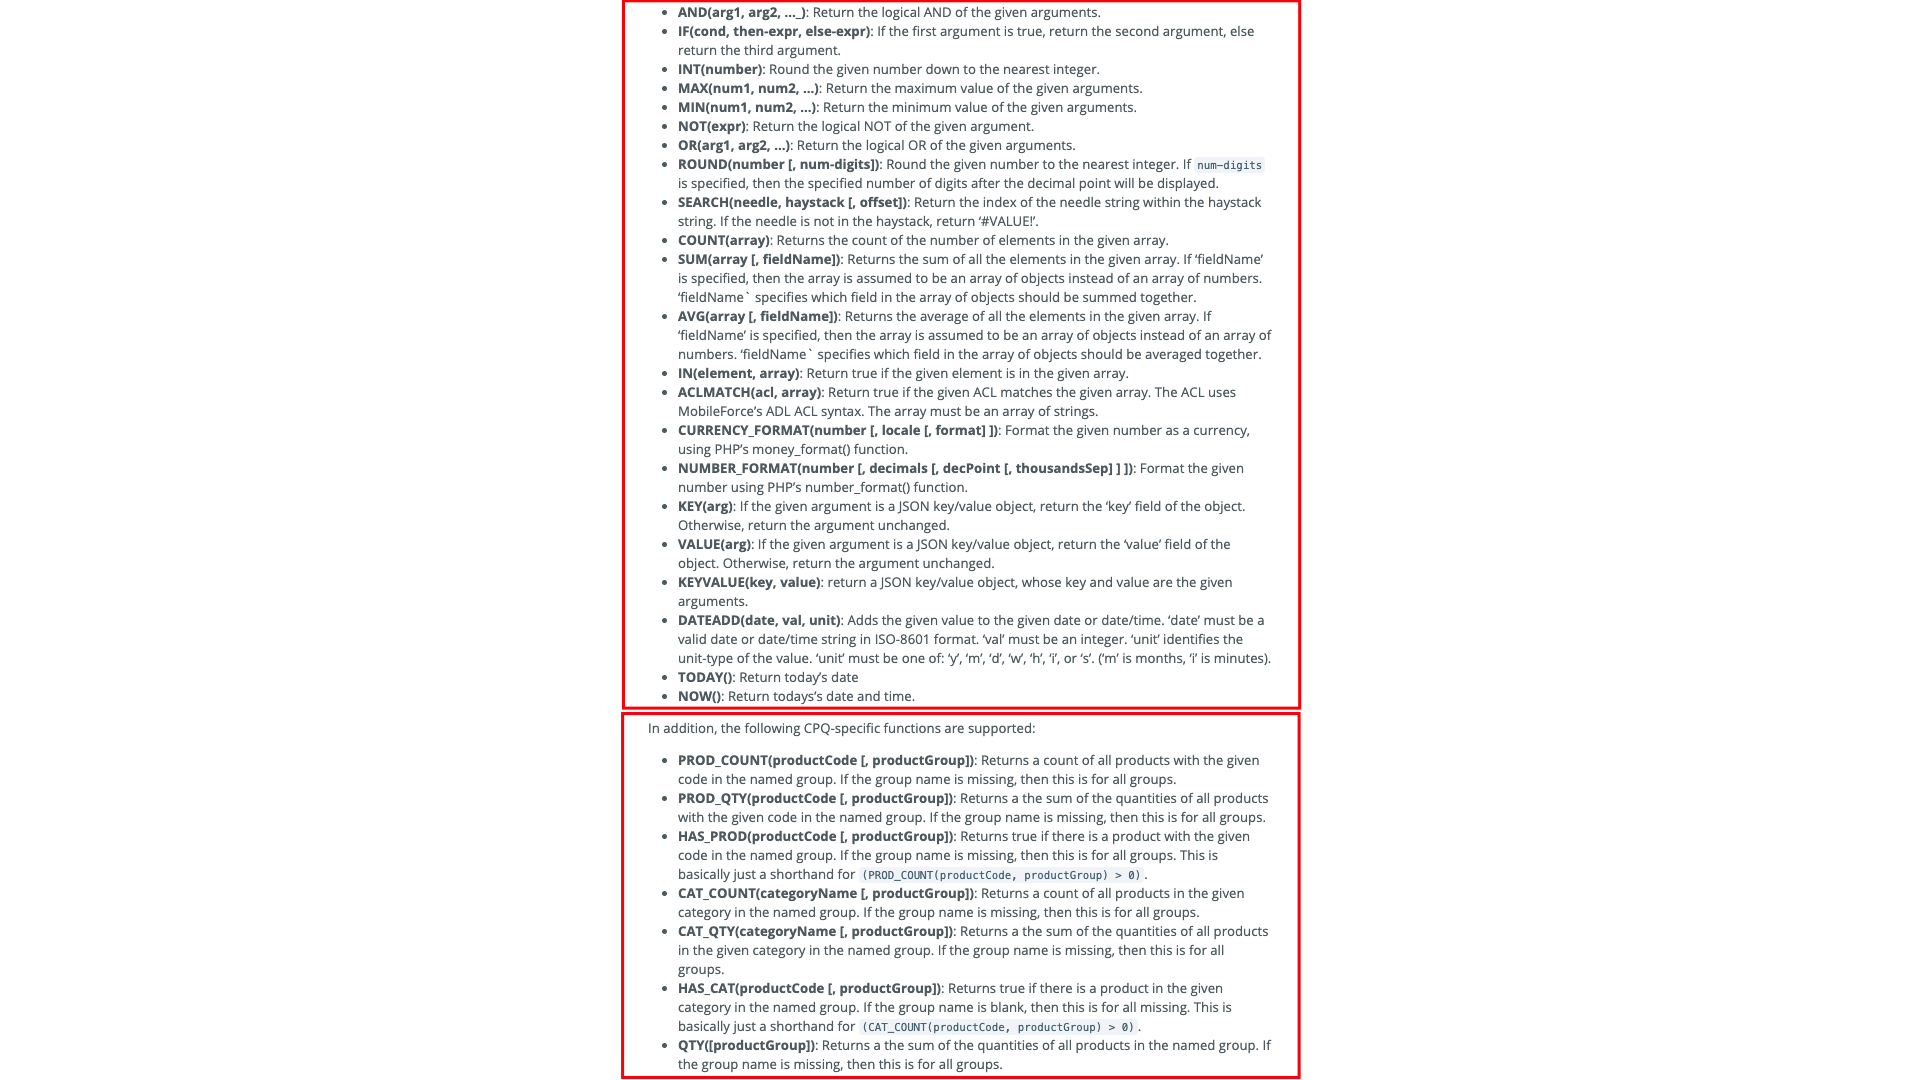 • AND(arg1, arg2, ..._): Return the logical AND of the given arguments.
• IF(cond, then-expr, else-expr): If the first argument is true, return the second argument, else
return the third argument.
• INT(number): Round the given number down to the nearest integer.
• MAX(num1, num2, ...): Return the maximum value of the given arguments.
• MIN(num1, num2, ...): Return the minimum value of the given arguments.
• NOT(expr): Return the logical NOT of the given argument.
• OR(arg1, arg2, ...): Return the logical OR of the given arguments.
• ROUND(number [, num-digits]): Round the given number to the nearest integer. If num-digits
is specified, then the specified number of digits after the decimal point will be displayed.
• SEARCH(needle, haystack [, offset]): Return the index of the needle string within the haystack
string. If the needle is not in the haystack, return ‘#VALUE!’.
• COUNT(array): Returns the count of the number of elements in the given array.
• SUM(array [, fieldName]): Returns the sum of all the elements in the given array. If ‘fieldName’
is specified, then the array is assumed to be an array of objects instead of an array of numbers.
‘fieldName` specifies which field in the array of objects should be summed together.
• AVG(array [, fieldName]): Returns the average of all the elements in the given array. If
‘fieldName’ is specified, then the array is assumed to be an array of objects instead of an array of
numbers. ‘fieldName` specifies which field in the array of objects should be averaged together.
• IN(element, array): Return true if the given element is in the given array.
• ACLMATCH(acl, array): Return true if the given ACL matches the given array. The ACL uses
MobileForce’s ADL ACL syntax. The array must be an array of strings.
• CURRENCY_FORMAT(number [, locale [, format] ]): Format the given number as a currency,
using PHP’s money_format() function.
• NUMBER_FORMAT(number [, decimals [, decPoint [, thousandsSep] ] ]): Format the given
number using PHP’s number_format() function.
• KEY(arg): If the given argument is a JSON key/value object, return the ‘key’ field of the object.
Otherwise, return the argument unchanged.
• VALUE(arg): If the given argument is a JSON key/value object, return the ‘value’ field of the
object. Otherwise, return the argument unchanged.
• KEYVALUE(key, value): return a JSON key/value object, whose key and value are the given
arguments.
• DATEADD(date, val, unit): Adds the given value to the given date or date/time. ‘date’ must be a
valid date or date/time string in ISO-8601 format. ‘val’ must be an integer. ‘unit’ identifies the
unit-type of the value. ‘unit’ must be one of: ‘y’, ‘m’, ‘d’, ‘w’, ‘h’, ‘i’, or ‘s’. (‘m’ is months, ‘i’ is minutes).
• TODAY(): Return today’s date
• NOW(): Return todays’s date and time.
In addition, the following CPQ-specific functions are supported:
• PROD_COUNT(productCode [, productGroup]): Returns a count of all products with the given
code in the named group. If the group name is missing, then this is for all groups.
• PROD_QTY(productCode [, productGroup]): Returns a the sum of the quantities of all products
with the given code in the named group. If the group name is missing, then this is for all groups.
• HAS_PROD(productCode [, productGroup]): Returns true if there is a product with the given
code in the named group. If the group name is missing, then this is for all groups. This is
basically just a shorthand for (PROD_COUNT(productCode, productGroup) > 0).
• CAT_COUNT(categoryName [, productGroup]): Returns a count of all products in the given
category in the named group. If the group name is missing, then this is for all groups.
• CAT_QTY(categoryName [, productGroup]): Returns a the sum of the quantities of all products
in the given category in the named group. If the group name is missing, then this is for all
groups.
• HAS_CAT(productCode [, productGroup]): Returns true if there is a product in the given
category in the named group. If the group name is blank, then this is for all missing. This is
basically just a shorthand for (CAT_COUNT(productCode, productGroup) > 0).
• QTY([productGroup]): Returns a the sum of the quantities of all products in the named group. If
the group name is missing, then this is for all groups.